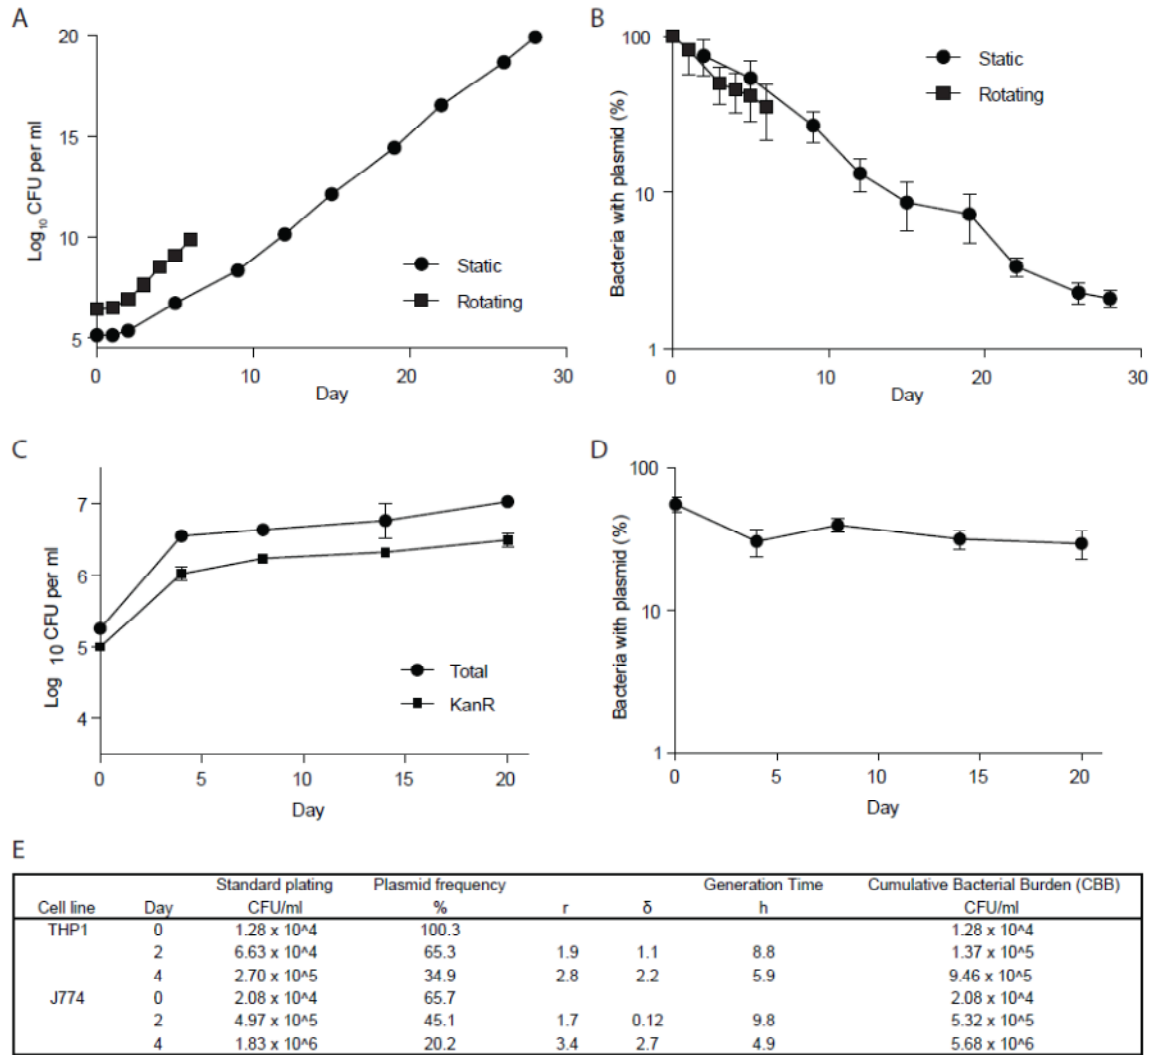 A
20
15
10
5
Log10 CFU per ml
Static
Rotating
0 10 20 30
Day
B
100
10
1
Bacteria with plasmid (%)
Static
Rotating
0 10 20 30
Day
C
7
6
5
4
Log 10 CFU per ml
Total
KanR
0 5 10 15 20
Day
D
100
10
1
Bacteria with plasmid (%)
0 5 10 15 20
Day
E
Standard plating Plasmid frequency Generation Time Cumulative Bacterial Burden (CBB)
Cell line Day CFU/ml % r δ h CFU/ml
THP1 0 1.28 x 10^4 100.3 1.28 x 10^4
2 6.63 x 10^4 65.3 1.9 1.1 8.8 1.37 x 10^5
4 2.70 x 10^5 34.9 2.8 2.2 5.9 9.46 x 10^5
J774 0 2.08 x 10^4 65.7 2.08 x 10^4
2 4.97 x 10^5 45.1 1.7 0.12 9.8 5.32 x 10^5
4 1.83 x 10^6 20.2 3.4 2.7 4.9 5.68 x 10^6